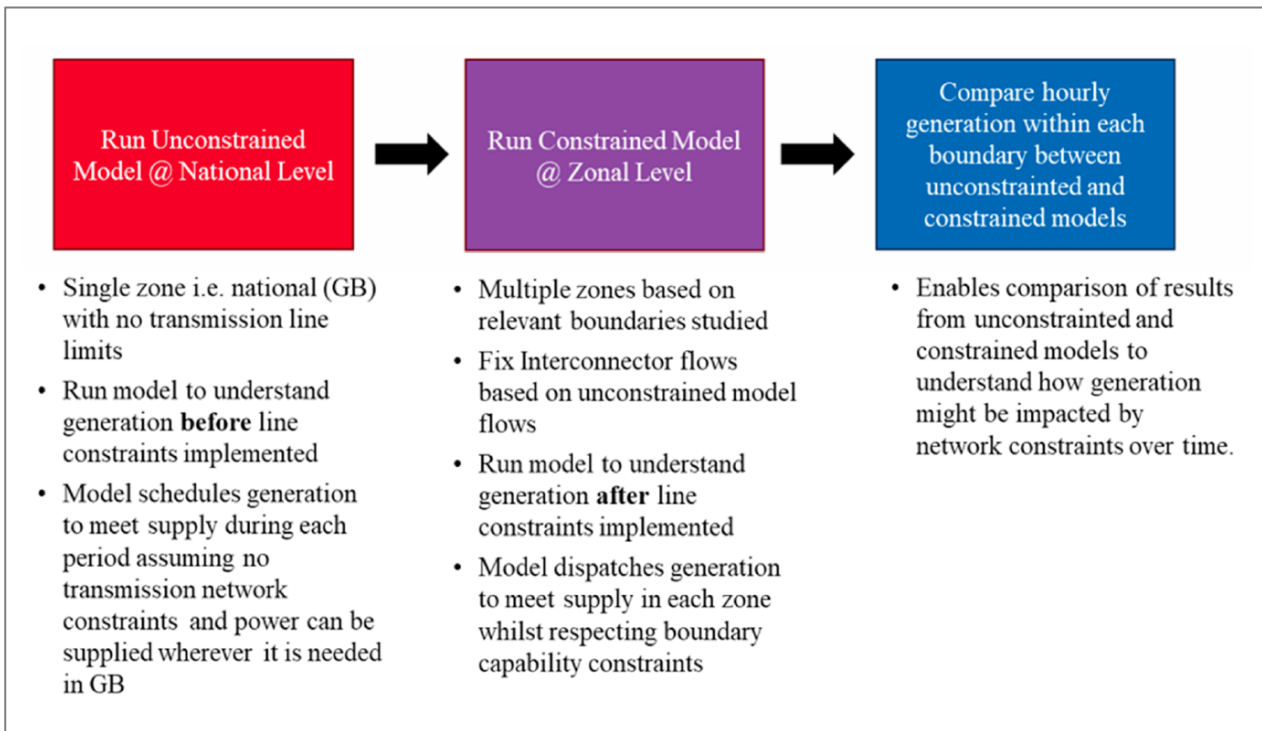 Run Unconstrained
Model @ National Level
Run Constrained Model
@ Zonal Level
Compare hourly
generation within each
boundary between
unconstrainted and
constrained models
• Single zone i.e. national (GB)
with no transmission line
limits
• Run model to understand
generation before line
constraints implemented
• Model schedules generation
to meet supply during each
period assuming no
transmission network
constraints and power can be
supplied wherever it is needed
in GB
• Multiple zones based on
relevant boundaries studied
• Fix Interconnector flows
based on unconstrained model
flows
• Run model to understand
generation after line
constraints implemented
• Model dispatches generation
to meet supply in each zone
whilst respecting boundary
capability constraints
• Enables comparison of results
from unconstrainted and
constrained models to
understand how generation
might be impacted by
network constraints over time.